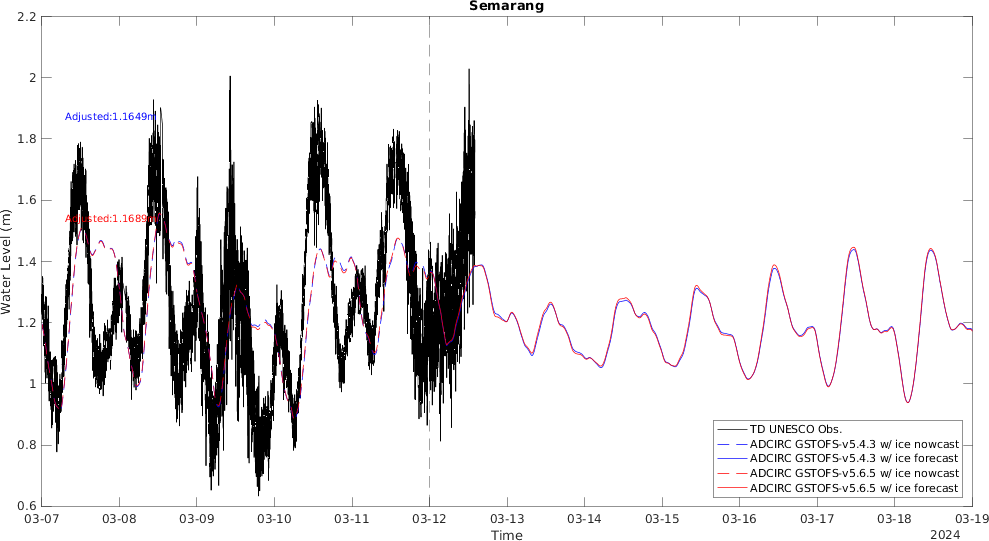 Semarang
2.2
2
1.8
1.6
1.4
1.2
1
0.8
0.6
Water Level (m)
Adjusted:1.1649m
Adjusted:1.1689m
TD UNESCO Obs.
ADCIRC GSTOFS-v5.4.3 w/ ice nowcast
ADCIRC GSTOFS-v5.4.3 w/ ice forecast
ADCIRC GSTOFS-v5.6.5 w/ ice nowcast
ADCIRC GSTOFS-v5.6.5 w/ ice forecast
03-07 03-08 03-09 03-10 03-11 03-12 03-13 03-14 03-15 03-16 03-17 03-18 03-19
Time
2024